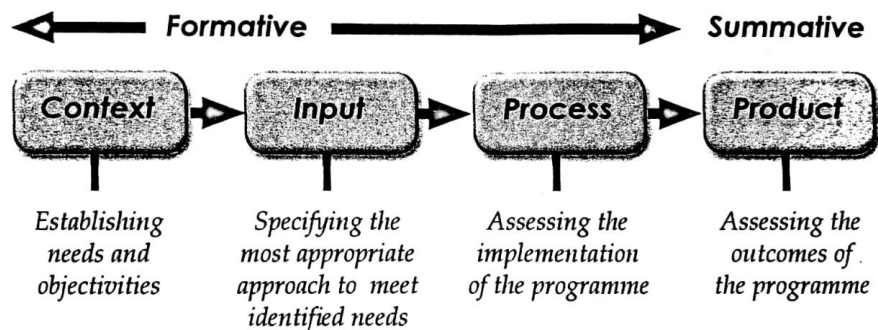 Formative Summative
Context Input Process Product
Establishing
needs and
objectivities
Specifying the
most appropriate
approach to meet
identified needs
Assessing the
implementation
of the programme
Assessing the
outcomes of
the programme